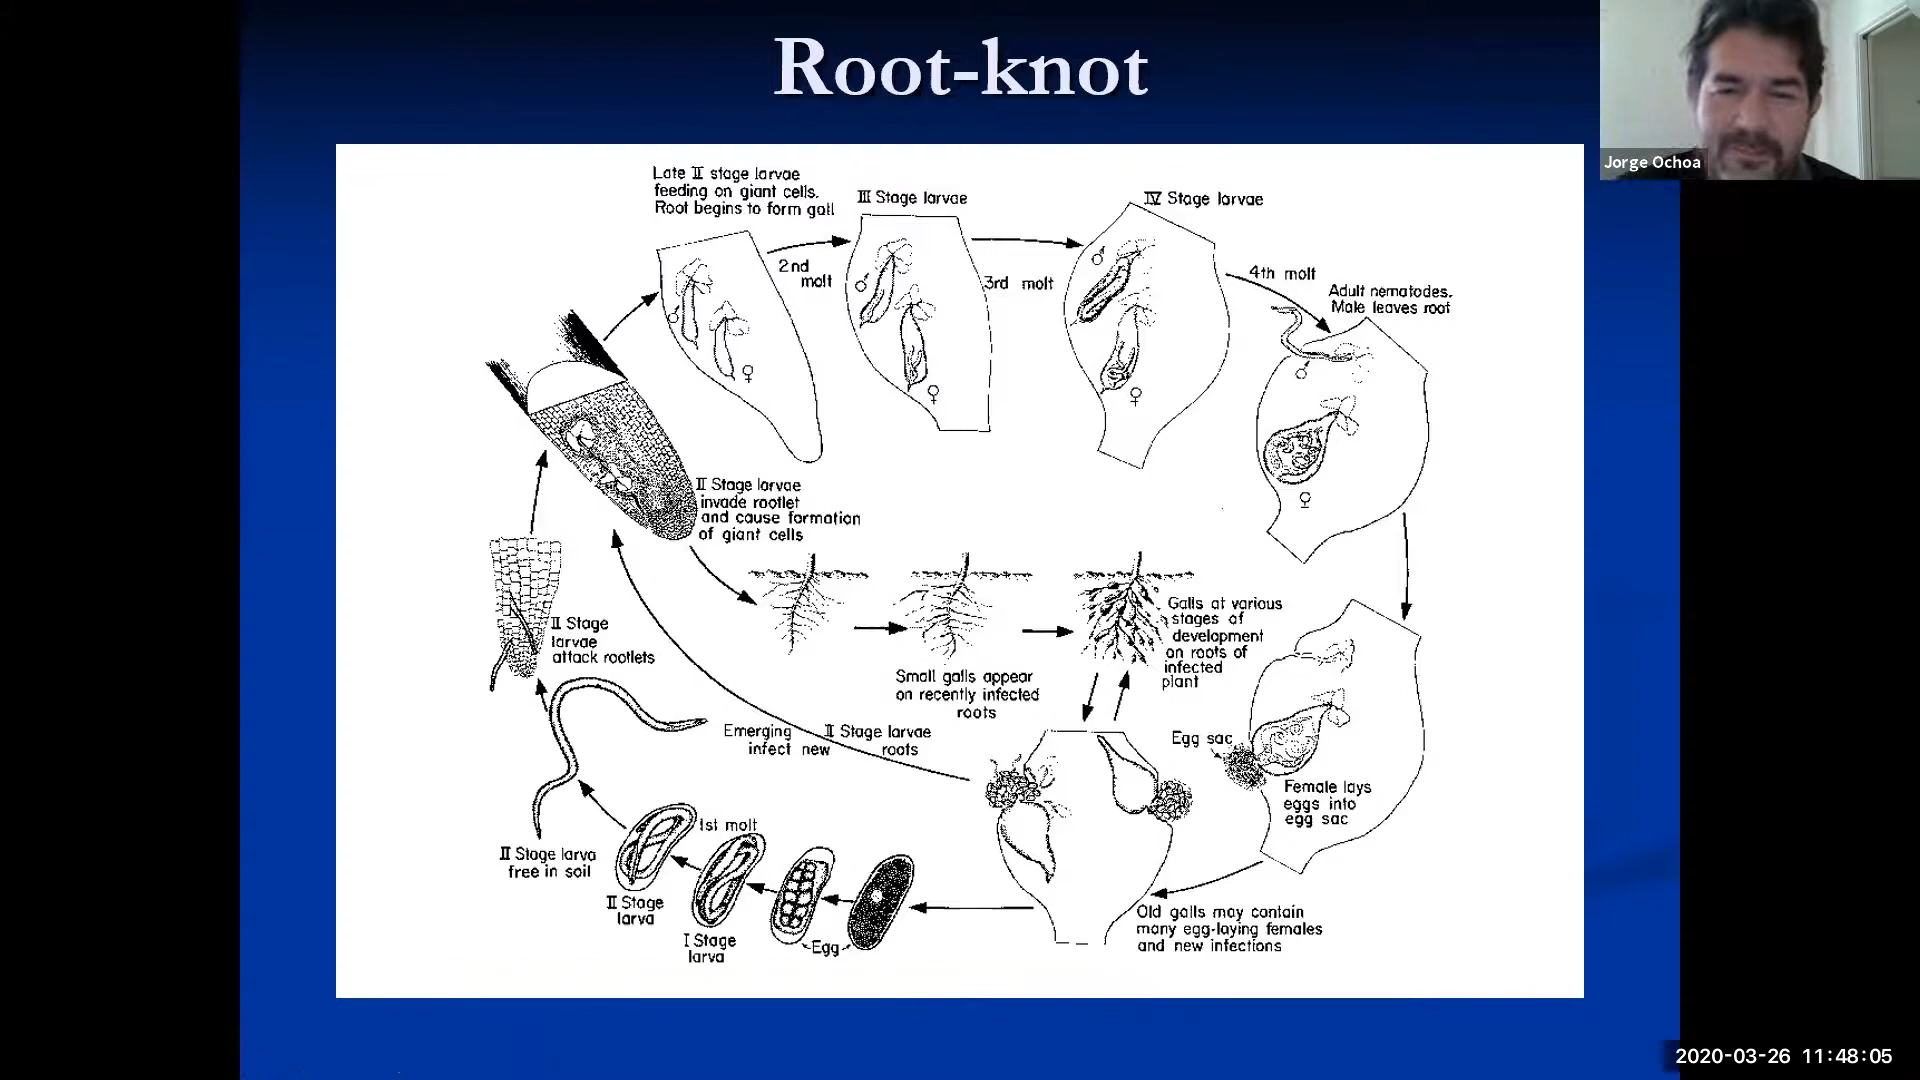 Root-knot
Jorge Ochoa
Late II stage larvae
feeding on giant cells.
Root begins to form gall
III Stage larvae
IV Stage larvae
2nd
molt
3rd molt
4th molt
Adult nematodes.
Male leaves root
♂
♀
♂
♀
♂
♀
♂
♀
II Stage larvae
invade rootlet
and cause formation
of giant cells
II Stage
larvae
attack rootlets
Small galls appear
on recently infected
roots
Galls at various
stages of
development
on roots of
infected
plant
Emerging II Stage larvae
infect new roots
Egg sac
Female lays
eggs into
egg sac
1st molt
II Stage larva
free in soil
II Stage
larva
I Stage
larva
Egg
Old galls may contain
many egg-laying females
and new infections
2020-03-26 11:48:05